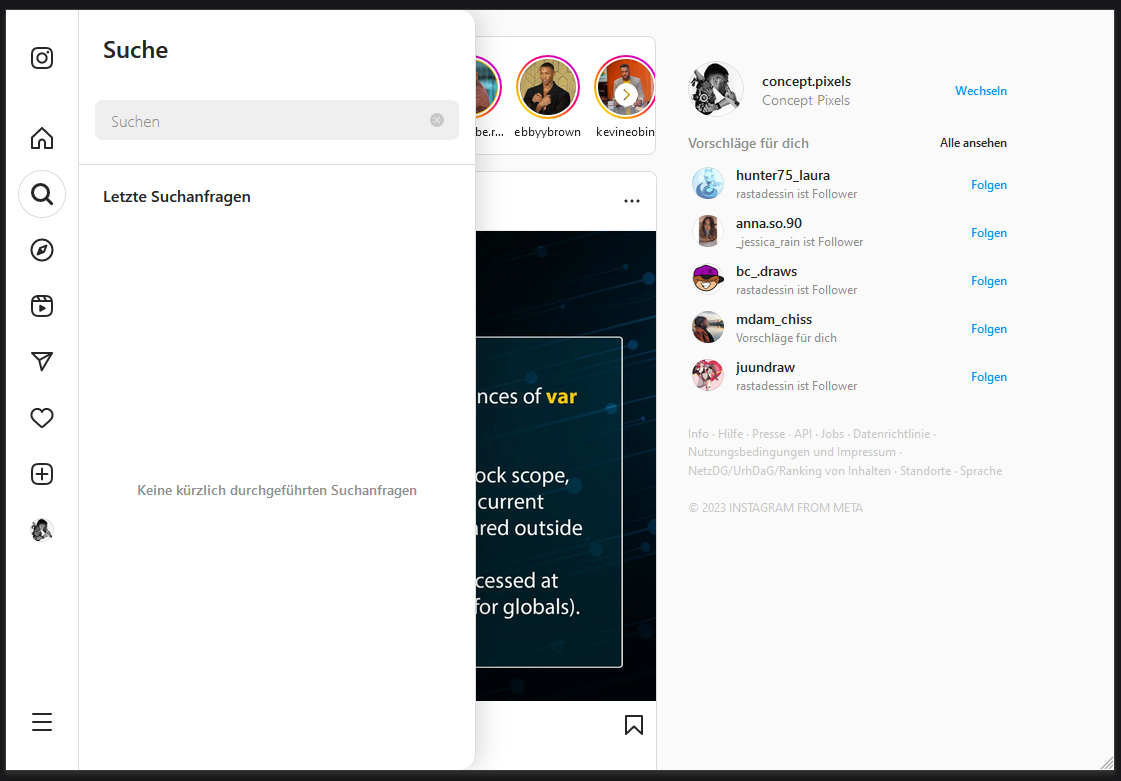 Suche
Suchen
Letzte Suchanfragen
Keine kürzlich durchgeführten Suchanfragen
be.r...
ebbyybrown
kevineobin
nces of var
ock scope,
current
red outside
cessed at
for globals).
concept.pixels
Concept Pixels
Wechseln
Vorschläge für dich
Alle ansehen
hunter75_laura
rastadessin ist Follower
Folgen
anna.so.90
_jessica_rain ist Follower
Folgen
bc_.draws
rastadessin ist Follower
Folgen
mdam_chiss
Vorschläge für dich
Folgen
juundraw
rastadessin ist Follower
Folgen
Info · Hilfe · Presse · API · Jobs · Datenrichtlinie ·
Nutzungsbedingungen und Impressum ·
NetzDG/UrhDaG/Ranking von Inhalten · Standorte · Sprache
© 2023 INSTAGRAM FROM META